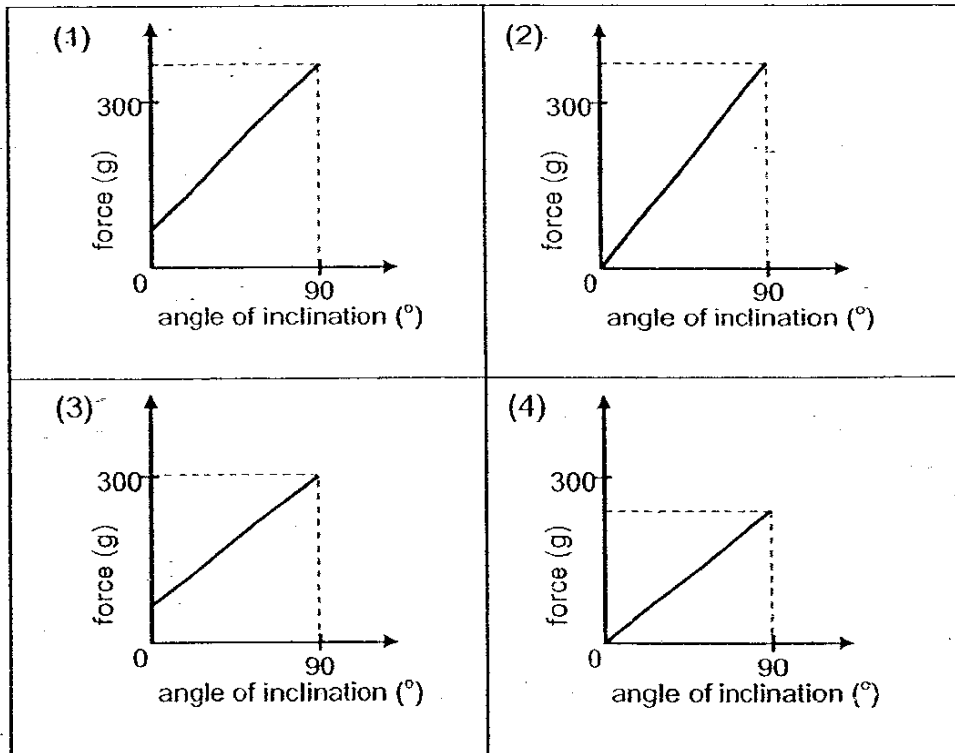 (1)
300
force (g)
0
90
angle of inclination (°)
(2)
300
force (g)
0
90
angle of inclination (°)
(3)
300
force (g)
0
90
angle of inclination (°)
(4)
300
force (g)
0
90
angle of inclination (°)